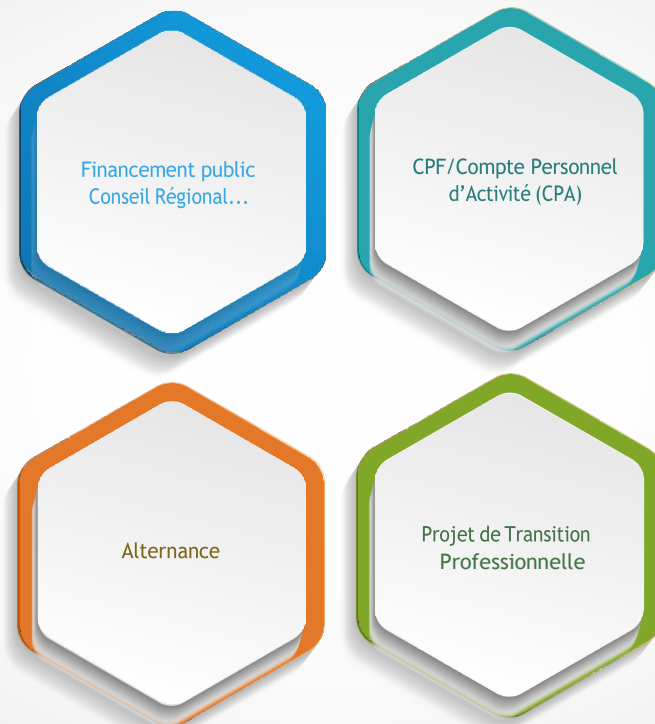 Financement public
Conseil Régional...
CPF/Compte Personnel
d’Activité (CPA)
Alternance
Projet de Transition
Professionnelle